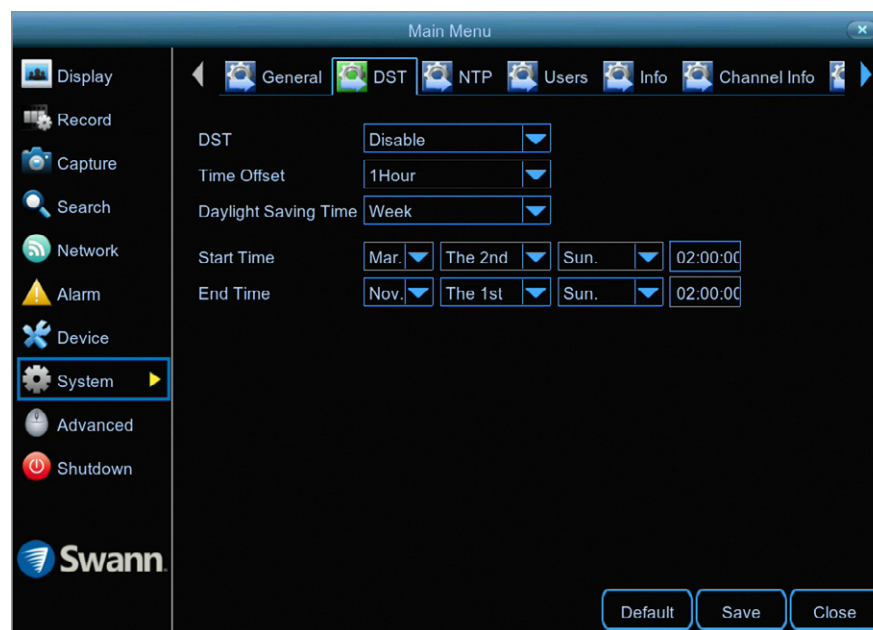 Main Menu
Display
Record
Capture
Search
Network
Alarm
Device
System
Advanced
Shutdown
Swann
General DST NTP Users Info Channel Info
DST Disable
Time Offset 1Hour
Daylight Saving Time Week
Start Time Mar. The 2nd Sun. 02:00:00
End Time Nov. The 1st Sun. 02:00:00
Default Save Close